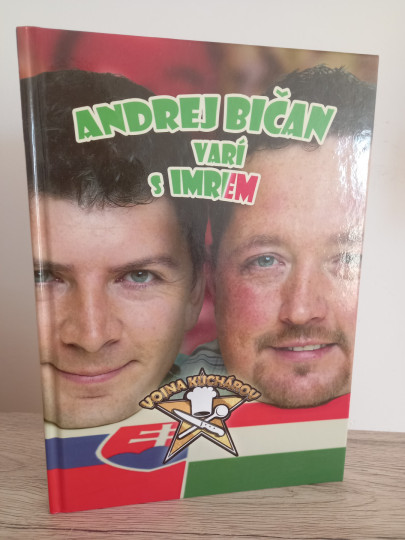 ANDREJ BIČAN
VARÍ
s IMREM
VOJNA KUCHÁROV